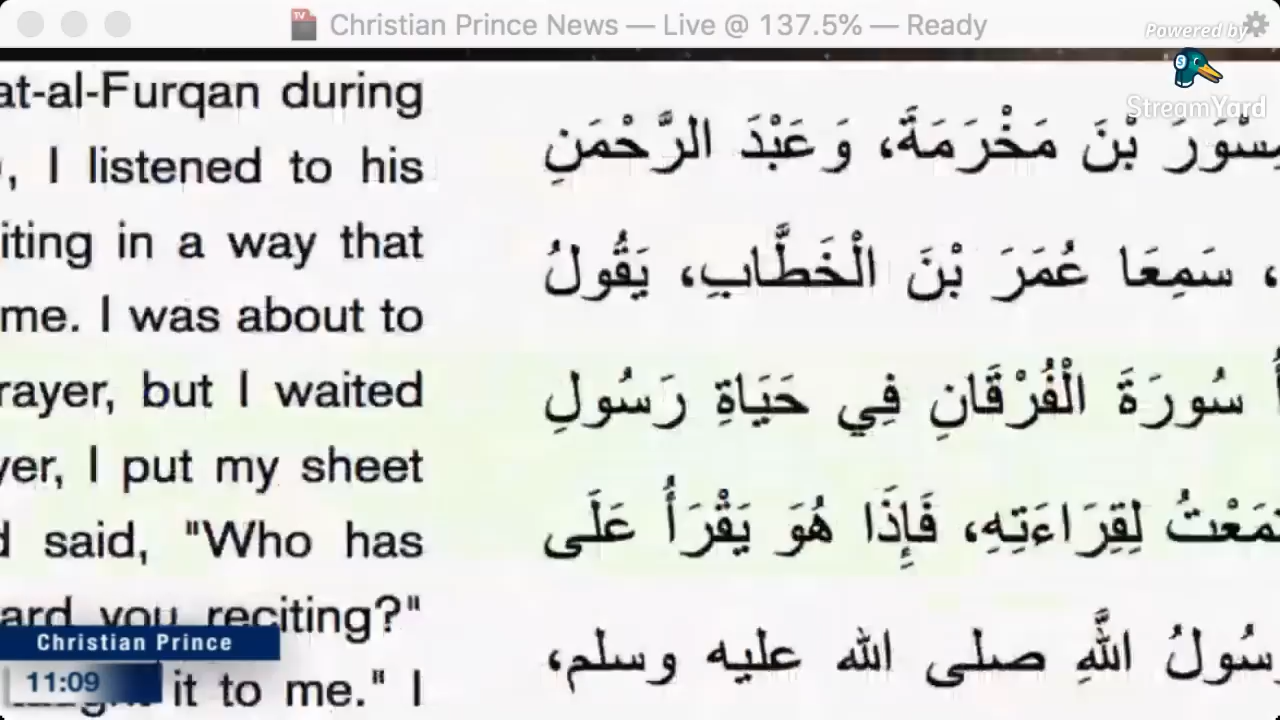 Christian Prince News — Live @ 137.5% — Ready
Powered by
StreamYard
at-al-Furqan during
, I listened to his
iting in a way that
me. I was about to
rayer, but I waited
yer, I put my sheet
d said, "Who has
ard you reciting?"
it to me." I
مِسْوَرَ بْنَ مَخْرَمَةَ، وَعَبْدَ الرَّحْمَنِ
، سَمِعَا عُمَرَ بْنَ الْخَطَّابِ، يَقُولُ
أُ سُورَةَ الْفُرْقَانِ فِي حَيَاةِ رَسُولِ
تَمَعْتُ لِقِرَاءَتِهِ، فَإِذَا هُوَ يَقْرَأُ عَلَى
رَسُولُ اللَّهِ صلى الله عليه وسلم،
Christian Prince
11:09